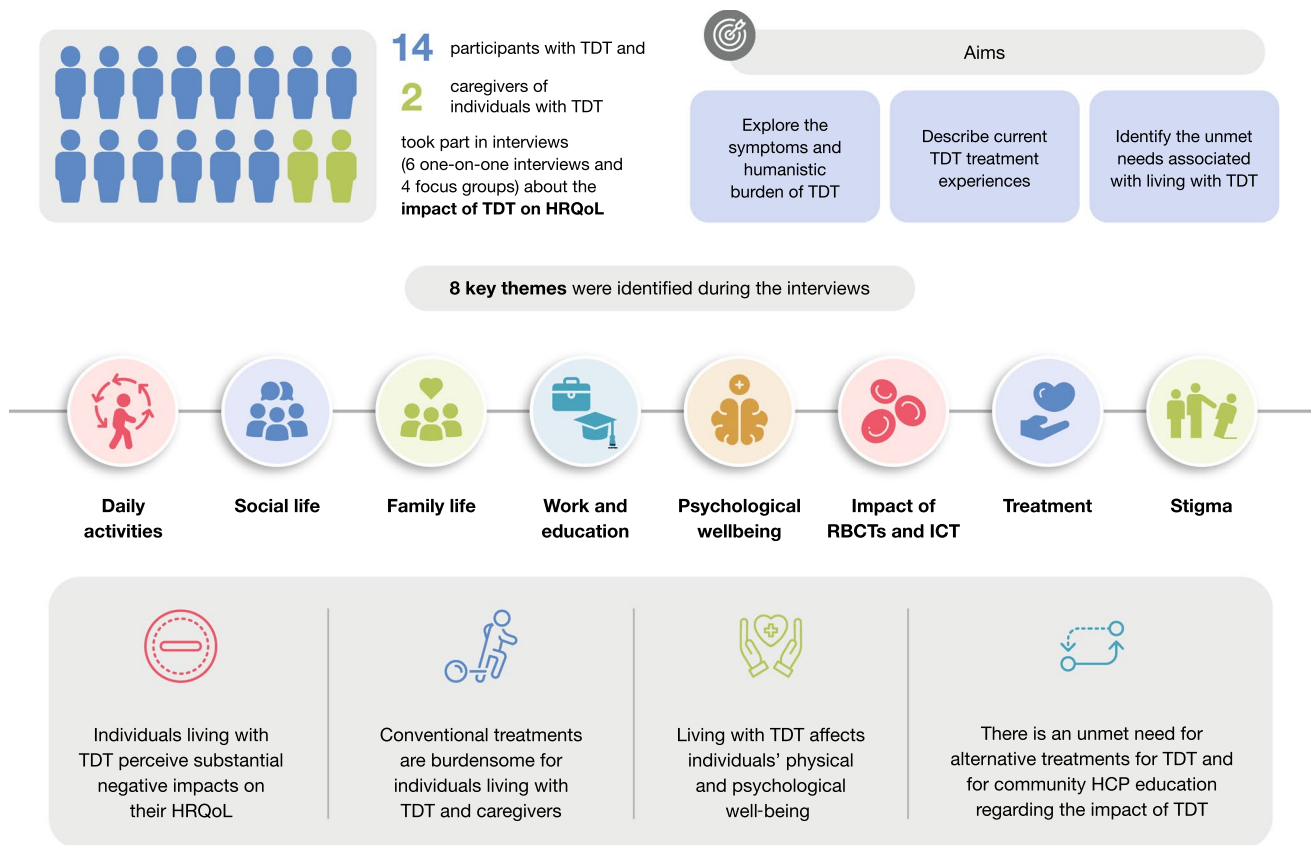 14 participants with TDT and
2 caregivers of
individuals with TDT
took part in interviews
(6 one-on-one interviews and
4 focus groups) about the
impact of TDT on HRQoL
Aims
Explore the
symptoms and
humanistic
burden of TDT
Describe current
TDT treatment
experiences
Identify the unmet
needs associated
with living with TDT
8 key themes were identified during the interviews
Daily
activities
Social life
Family life
Work and
education
Psychological
wellbeing
Impact of
RBCTs and ICT
Treatment
Stigma
Individuals living with
TDT perceive substantial
negative impacts on
their HRQoL
Conventional treatments
are burdensome for
individuals living with
TDT and caregivers
Living with TDT affects
individuals’ physical
and psychological
well-being
There is an unmet need for
alternative treatments for TDT and
for community HCP education
regarding the impact of TDT